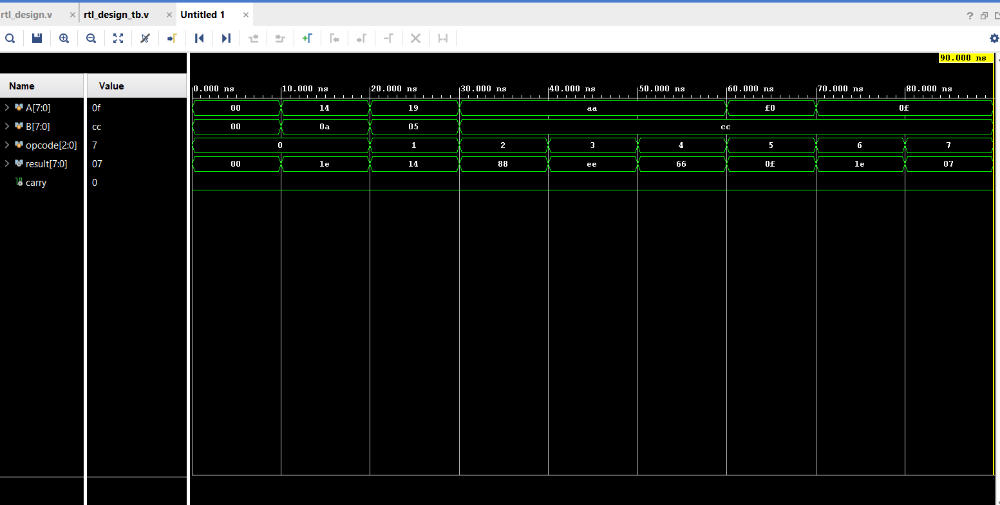 rtl_design.v × rtl_design_tb.v × Untitled 1 ×
?
90.000 ns
Name Value
0.000 ns 10.000 ns 20.000 ns 30.000 ns 40.000 ns 50.000 ns 60.000 ns 70.000 ns 80.000 ns
A[7:0] 0f 00 14 19 aa f0 0f
B[7:0] cc 00 0a 05 cc
opcode[2:0] 7 0 1 2 3 4 5 6 7
result[7:0] 07 00 1e 14 88 ee 66 0f 1e 07
carry 0